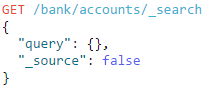 GET /bank/accounts/_search
{
  "query": {},
  "_source": false
}